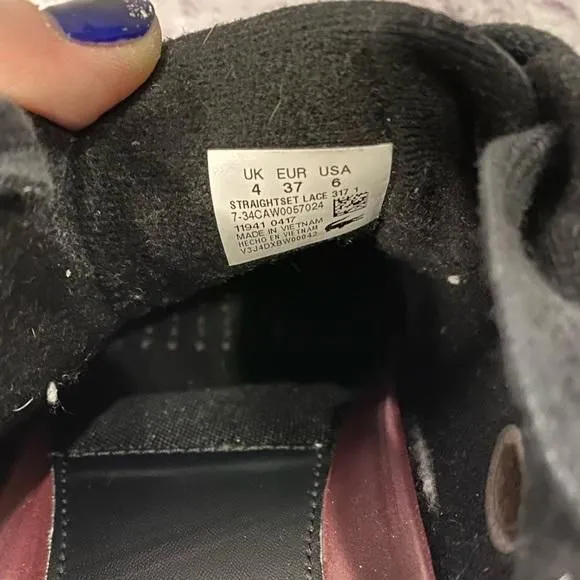 UK EUR USA
4 37 6
STRAIGHTSET LACE 317 1
7-34CAW0057024
11941 0417
MADE IN VIETNAM
HECHO EN VIETNAM
V3J4DXBW00042